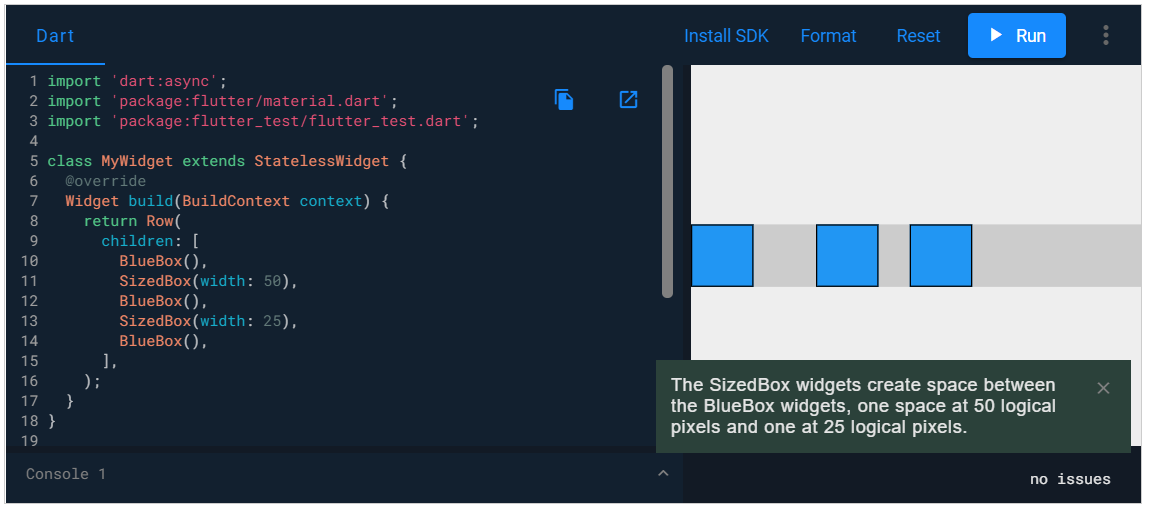 Dart
Install SDK
Format
Reset
Run
1 import 'dart:async';
2 import 'package:flutter/material.dart';
3 import 'package:flutter_test/flutter_test.dart';
4
5 class MyWidget extends StatelessWidget {
6   @override
7   Widget build(BuildContext context) {
8     return Row(
9       children: [
10         BlueBox(),
11         SizedBox(width: 50),
12         BlueBox(),
13         SizedBox(width: 25),
14         BlueBox(),
15       ],
16     );
17   }
18 }
19
The SizedBox widgets create space between
the BlueBox widgets, one space at 50 logical
pixels and one at 25 logical pixels.
Console 1
no issues